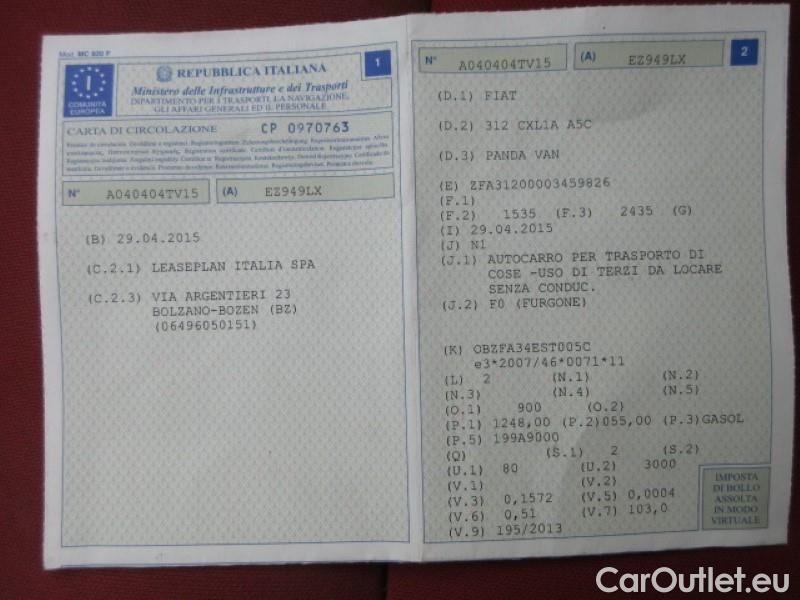 Mod. MC 820 F
1
I
COMUNITÀ
EUROPEA
REPUBBLICA ITALIANA
Ministero delle Infrastrutture e dei Trasporti
DIPARTIMENTO PER I TRASPORTI, LA NAVIGAZIONE,
GLI AFFARI GENERALI ED IL PERSONALE
CARTA DI CIRCOLAZIONE CP 0970763
N° A040404TV15 (A) EZ949LX
(B) 29.04.2015
(C.2.1) LEASEPLAN ITALIA SPA
(C.2.3) VIA ARGENTIERI 23
BOLZANO-BOZEN (BZ)
(06496050151)
N° A040404TV15 (A) EZ949LX 2
(D.1) FIAT
(D.2) 312 CXL1A A5C
(D.3) PANDA VAN
(E) ZFA31200003459826
(F.1)
(F.2) 1535 (F.3) 2435 (G)
(I) 29.04.2015
(J) N1
(J.1) AUTOCARRO PER TRASPORTO DI
COSE -USO DI TERZI DA LOCARE
SENZA CONDUC.
(J.2) F0 (FURGONE)
(K) OBZFA34EST005C
e3*2007/46*0071*11
(L) 2 (N.1) (N.2)
(N.3) (N.4) (N.5)
(O.1) 900 (O.2)
(P.1) 1248,00 (P.2)055,00 (P.3)GASOL
(P.5) 199A9000
(Q) (S.1) 2 (S.2)
(U.1) 80 (U.2) 3000
(V.1) (V.2)
(V.3) 0,1572 (V.5) 0,0004
(V.6) 0,51 (V.7) 103,0
(V.9) 195/2013
IMPOSTA
DI BOLLO
ASSOLTA
IN MODO
VIRTUALE
CarOutlet.eu